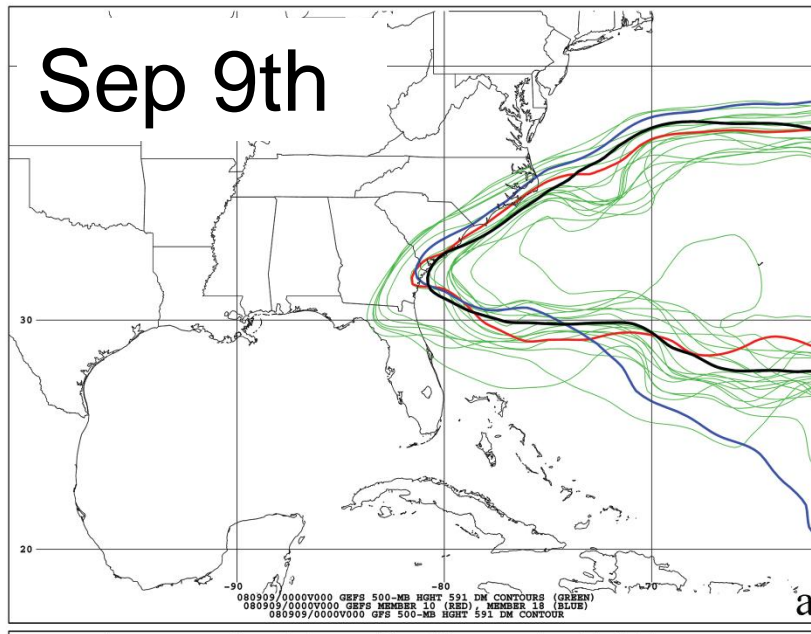 Sep 9th
30
20
-90
-80
-70
080909/0000V000 GEFS 500-MB HGHT 591 DM CONTOURS (GREEN)
080909/0000V000 GEFS MEMBER 10 (RED), MEMBER 18 (BLUE)
080909/0000V000 GFS 500-MB HGHT 591 DM CONTOUR
a